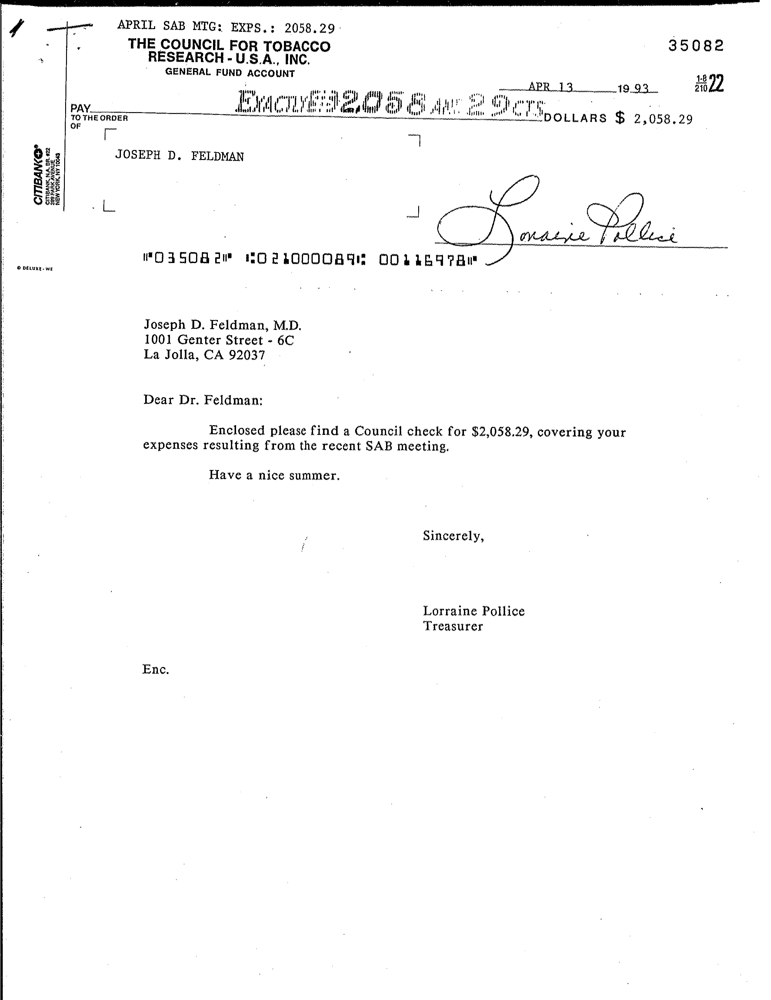 APRIL SAB MTG: EXPS.: 2058.29
THE COUNCIL FOR TOBACCO
RESEARCH - U.S.A., INC.
GENERAL FUND ACCOUNT
35082
APR 13 19 93
1-8
210
22
PAY
EXACTLY $2,058 AND 29 CTS
DOLLARS $ 2,058.29
TO THE ORDER
OF
JOSEPH D. FELDMAN
CITIBANK
CITIBANK, N.A. BR. #22
399 PARK AVENUE
NEW YORK, NY 10043
Lorraine Pollice
⑈035082⑈ ⑆021000089⑆ 00116978⑈
© DELUXE - WE
Joseph D. Feldman, M.D.
1001 Genter Street - 6C
La Jolla, CA 92037
Dear Dr. Feldman:
Enclosed please find a Council check for $2,058.29, covering your
expenses resulting from the recent SAB meeting.
Have a nice summer.
Sincerely,
Lorraine Pollice
Treasurer
Enc.